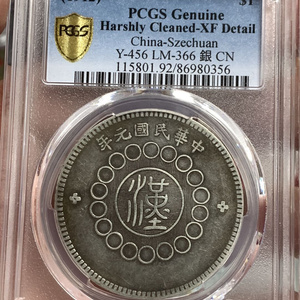 PCGS
PCGS Genuine
Harshly Cleaned-XF Detail
China-Szechuan
Y-456 LM-366 銀 CN
115801.92/86980356
$1
年元國民華中
漢